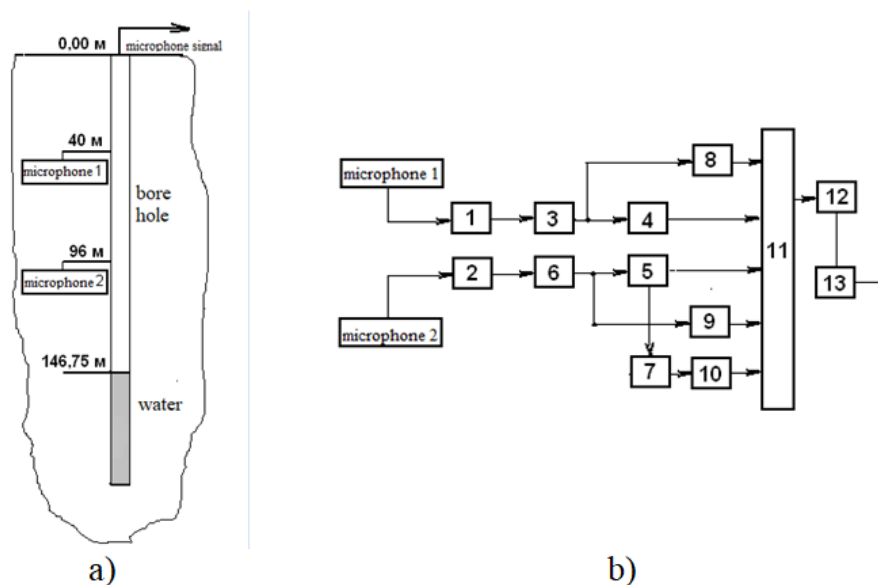 0,00 м
microphone signal
40 м
microphone 1
bore
hole
96 м
microphone 2
146,75 м
water
a)
microphone 1
8
1
3
4
12
11
2
6
5
13
microphone 2
9
7
10
b)